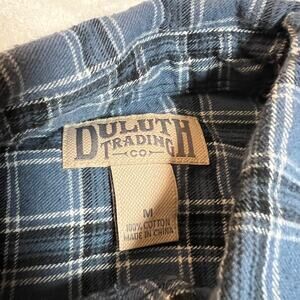 DULUTH
TRADING
CO
M
100% COTTON
MADE IN CHINA